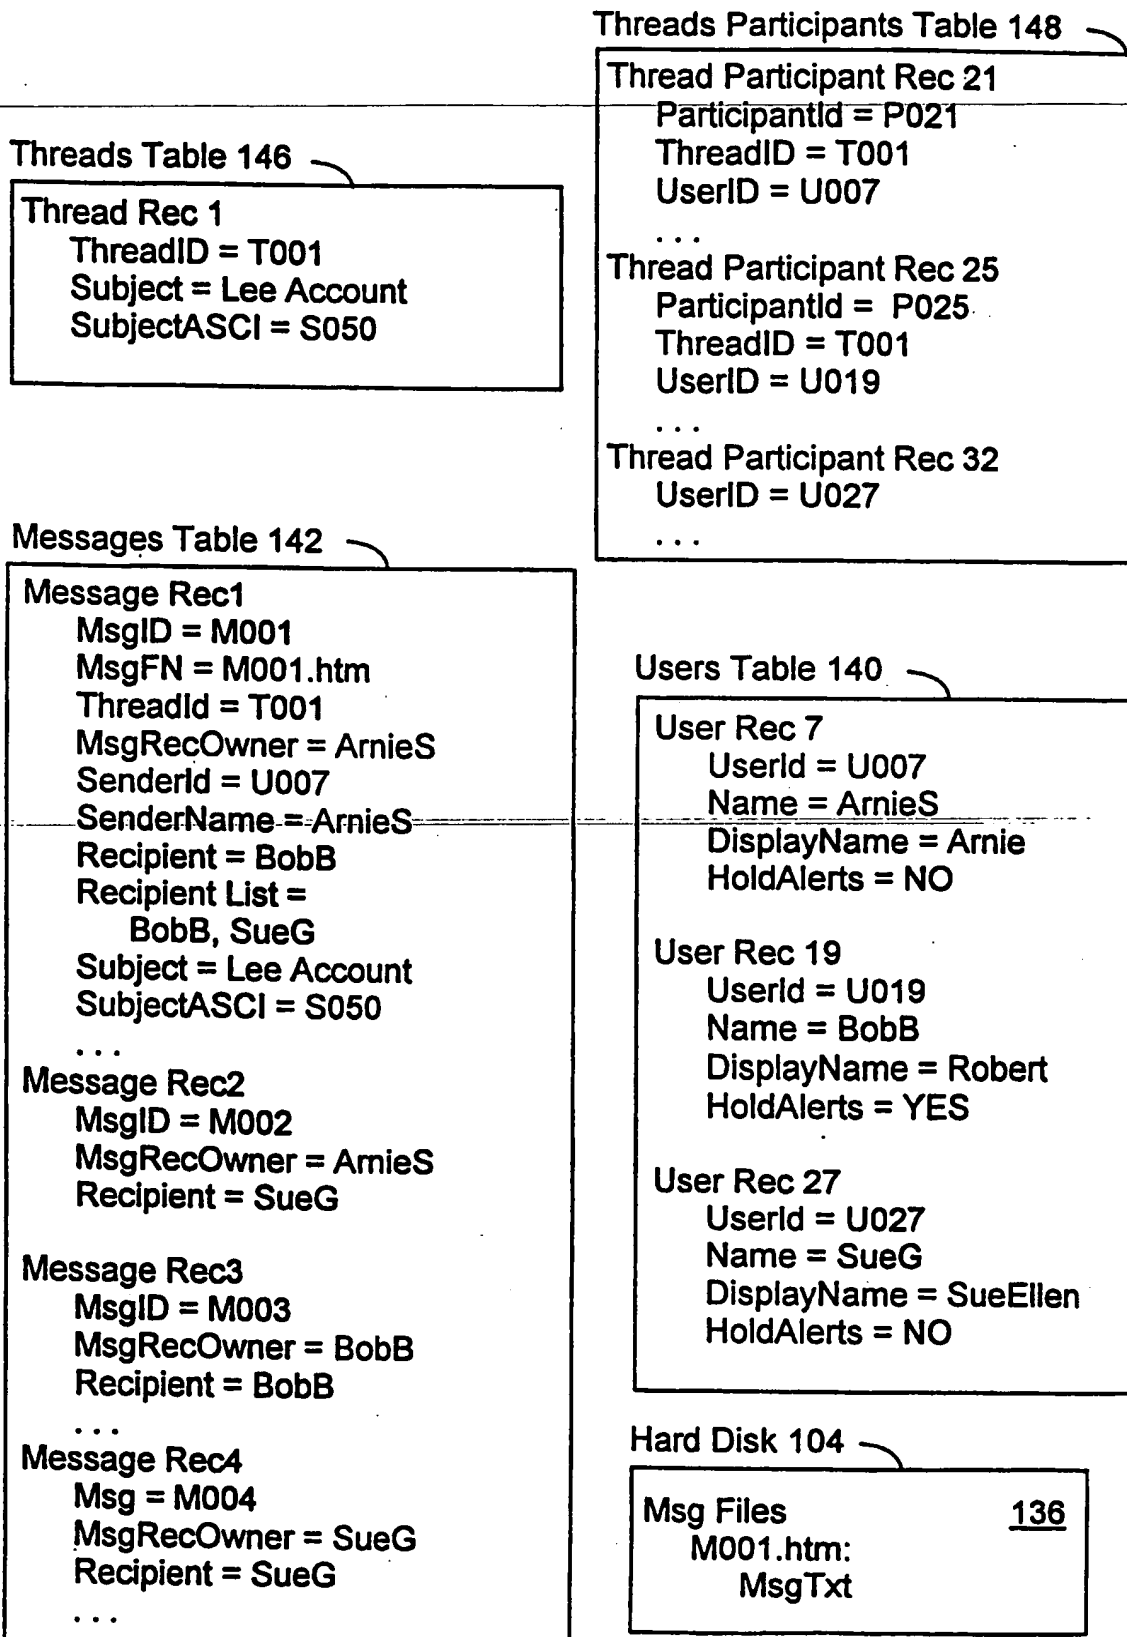 Threads Participants Table 148
Thread Participant Rec 21
ParticipantId = P021
ThreadID = T001
UserID = U007
. . .
Thread Participant Rec 25
ParticipantId = P025
ThreadID = T001
UserID = U019
. . .
Thread Participant Rec 32
UserID = U027
. . .
Threads Table 146
Thread Rec 1
ThreadID = T001
Subject = Lee Account
SubjectASCI = S050
Messages Table 142
Message Rec1
MsgID = M001
MsgFN = M001.htm
ThreadId = T001
MsgRecOwner = ArnieS
SenderId = U007
SenderName = ArnieS
Recipient = BobB
Recipient List =
BobB, SueG
Subject = Lee Account
SubjectASCI = S050
. . .
Message Rec2
MsgID = M002
MsgRecOwner = ArnieS
Recipient = SueG
Message Rec3
MsgID = M003
MsgRecOwner = BobB
Recipient = BobB
. . .
Message Rec4
Msg = M004
MsgRecOwner = SueG
Recipient = SueG
. . .
Users Table 140
User Rec 7
UserId = U007
Name = ArnieS
DisplayName = Arnie
HoldAlerts = NO
User Rec 19
UserId = U019
Name = BobB
DisplayName = Robert
HoldAlerts = YES
User Rec 27
UserId = U027
Name = SueG
DisplayName = SueEllen
HoldAlerts = NO
Hard Disk 104
Msg Files 136
M001.htm:
MsgTxt